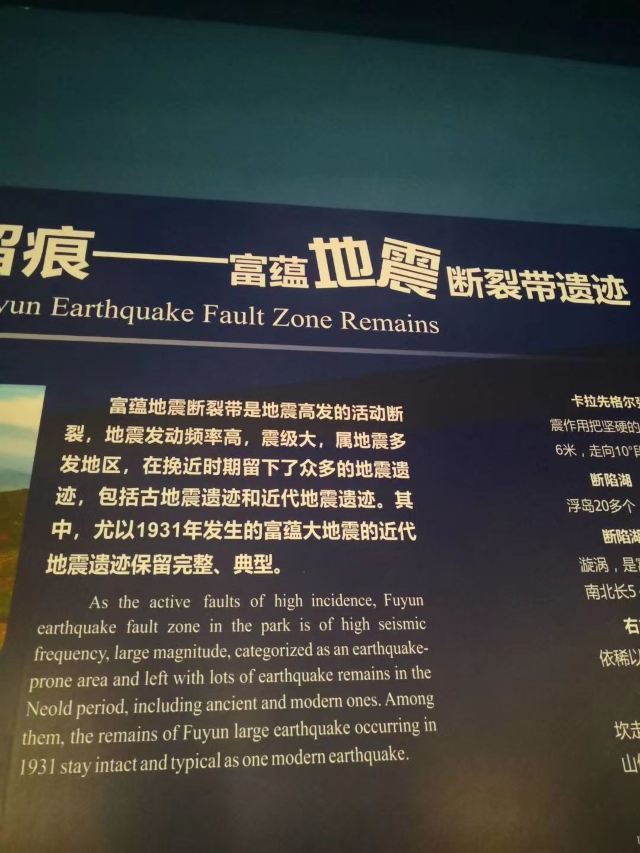 留痕——富蕴地震断裂带遗迹
yun Earthquake Fault Zone Remains
富蕴地震断裂带是地震高发的活动断
裂，地震发动频率高，震级大，属地震多
发地区，在挽近时期留下了众多的地震遗
迹，包括古地震遗迹和近代地震遗迹。其
中，尤以1931年发生的富蕴大地震的近代
地震遗迹保留完整、典型。
As the active faults of high incidence, Fuyun
earthquake fault zone in the park is of high seismic
frequency, large magnitude, categorized as an earthquake-
prone area and left with lots of earthquake remains in the
Neold period, including ancient and modern ones. Among
them, the remains of Fuyun large earthquake occurring in
1931 stay intact and typical as one modern earthquake.
卡拉先格尔
震作用把坚硬的
6米，走向10°
断陷湖
浮岛20多个
断陷湖
漩涡，是
南北长5
右
依稀以
坎走
山